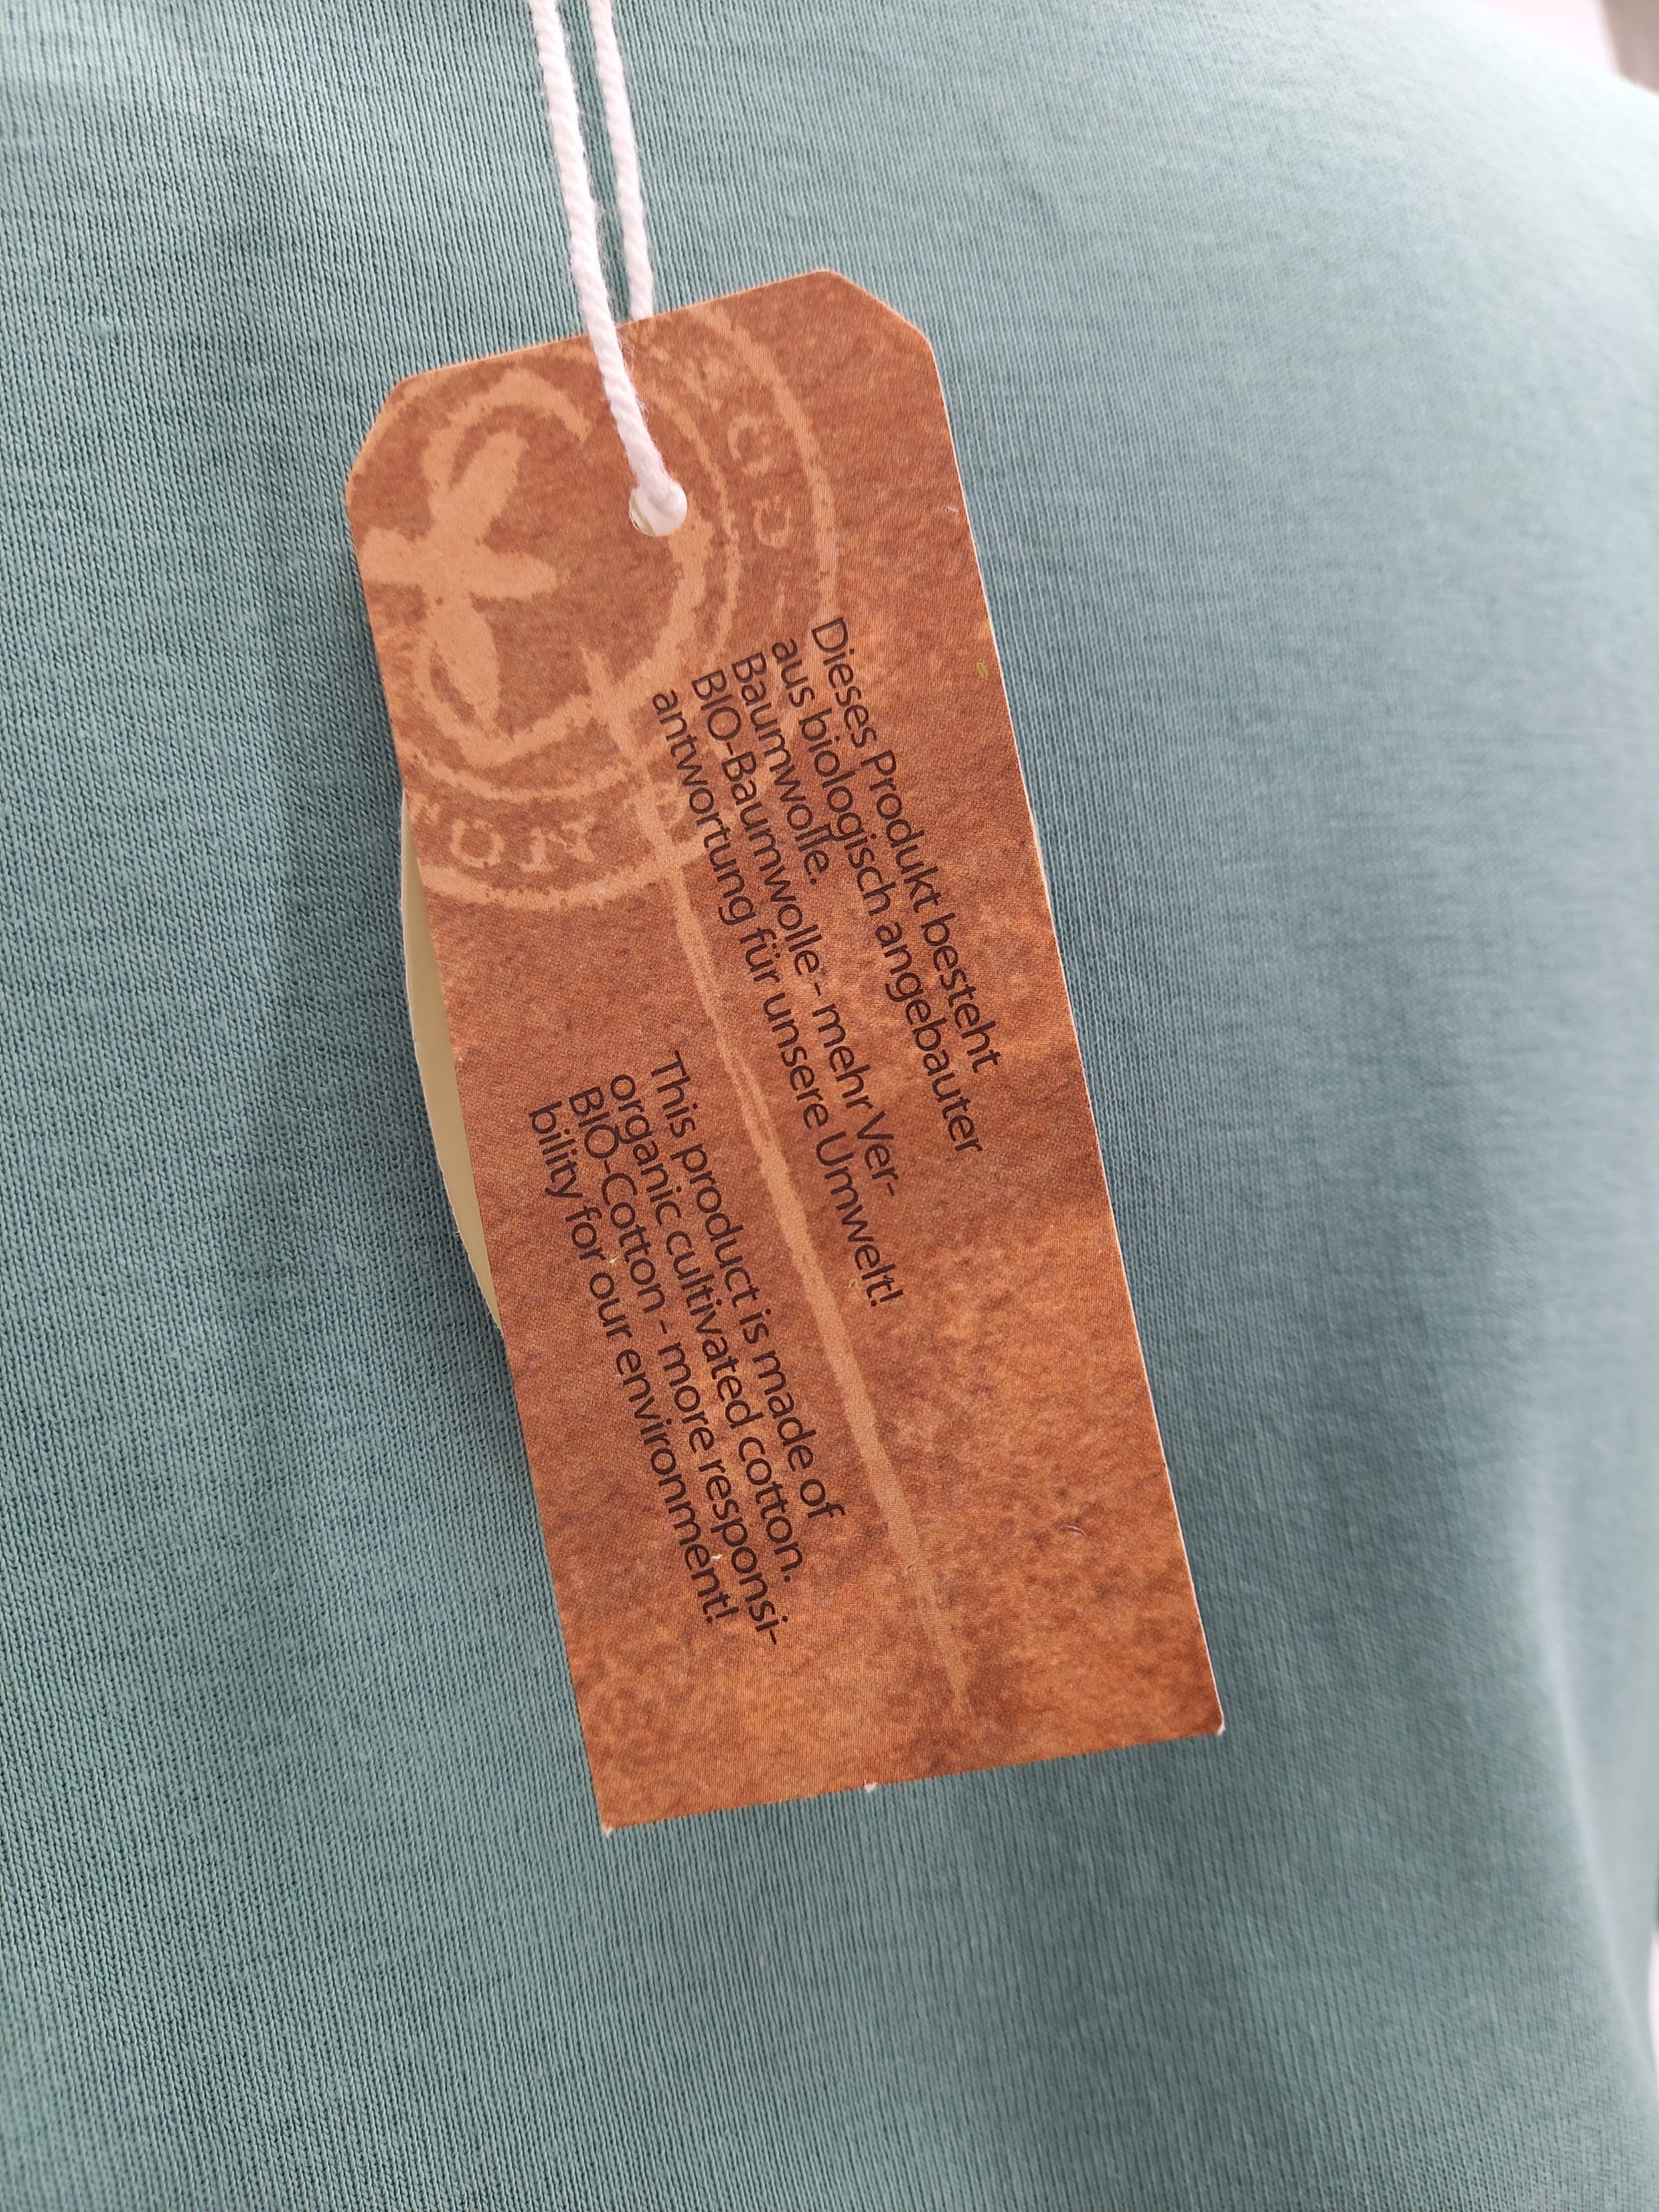 Dieses Produkt besteht
aus biologisch angebauter
Baumwolle.
BIO-Baumwolle - mehr Ver-
antwortung für unsere Umwelt!
This product is made of
organic cultivated cotton.
BIO-Cotton - more responsi-
bility for our environment!